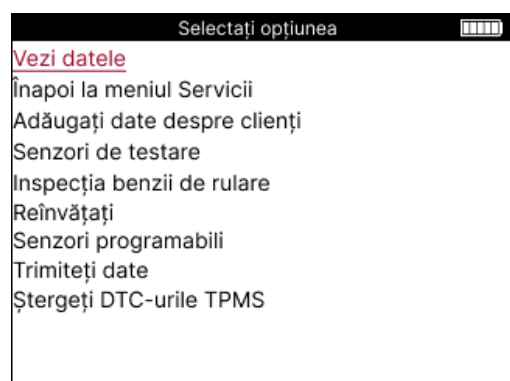 Selectați opțiunea
Vezi datele
Înapoi la meniul Servicii
Adăugați date despre clienți
Senzori de testare
Inspecția benzii de rulare
Reînvățați
Senzori programabili
Trimiteți date
Ștergeți DTC-urile TPMS